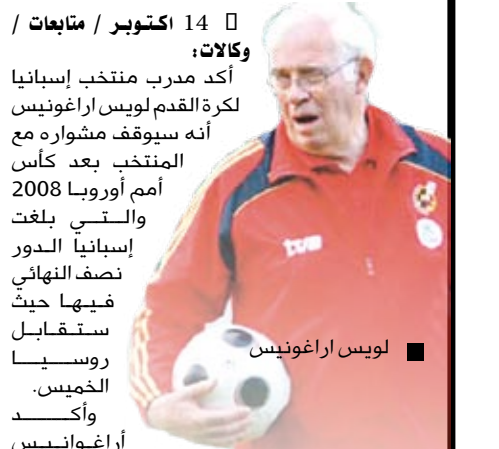 14 اكتوبر / متابعات /
وكالات:
أكد مدرب منتخب إسبانيا
لكرة القدم لويس اراغونيس
أنه سيوقف مشواره مع
المنتخب بعد كأس
أمم أوروبا 2008
والتي بلغت
إسبانيا الدور
نصف النهائي
فيها حيث
ستقابل
روسيا
الخميس.
وأكد
أراغوانيس
لويس اراغونيس